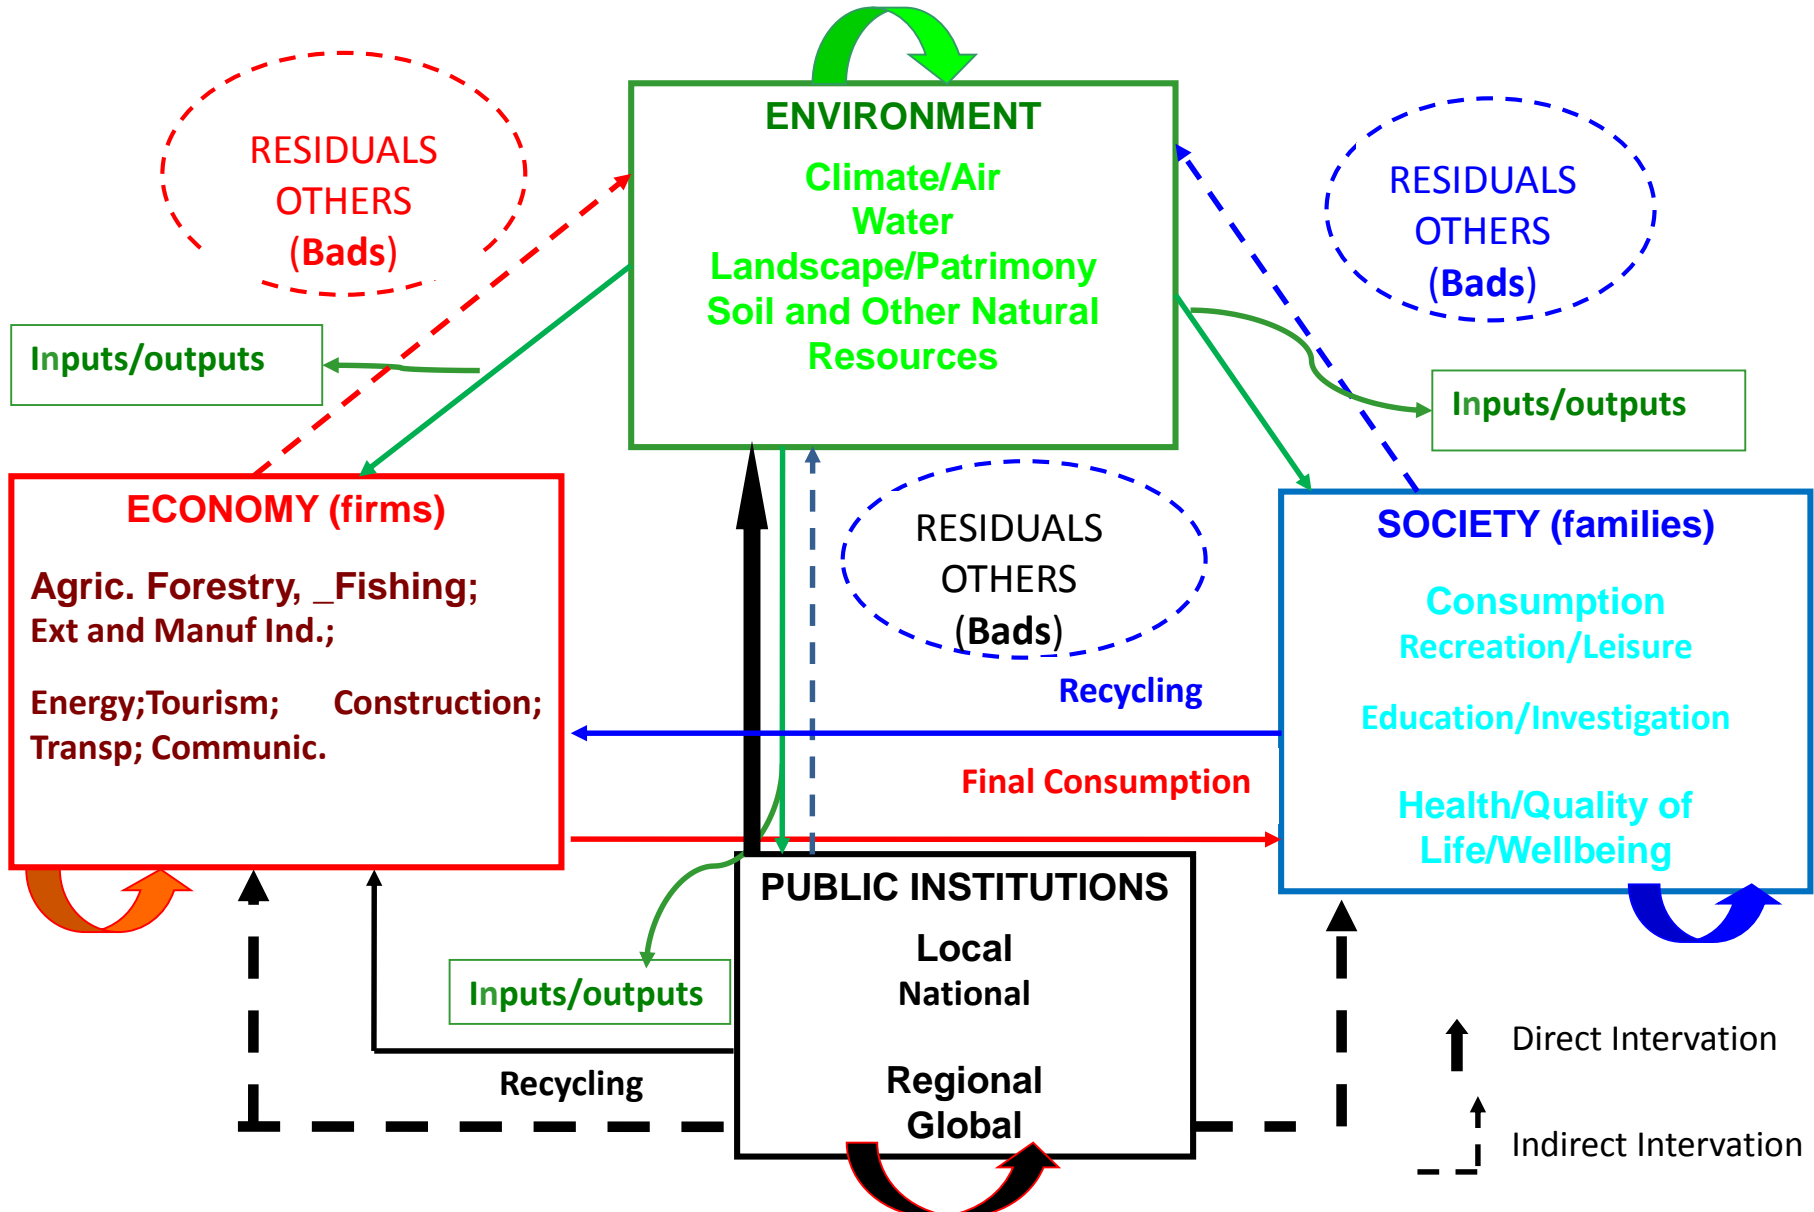 ENVIRONMENT
Climate/Air
Water
Landscape/Patrimony
Soil and Other Natural
Resources
RESIDUALS
OTHERS
(Bads)
RESIDUALS
OTHERS
(Bads)
Inputs/outputs
Inputs/outputs
ECONOMY (firms)
Agric. Forestry, _Fishing;
Ext and Manuf Ind.;
Energy;Tourism; Construction;
Transp; Communic.
RESIDUALS
OTHERS
(Bads)
SOCIETY (families)
Consumption
Recreation/Leisure
Education/Investigation
Health/Quality of
Life/Wellbeing
Recycling
Final Consumption
PUBLIC INSTITUTIONS
Local
National
Regional
Global
Inputs/outputs
Recycling
Direct Intervation
Indirect Intervation